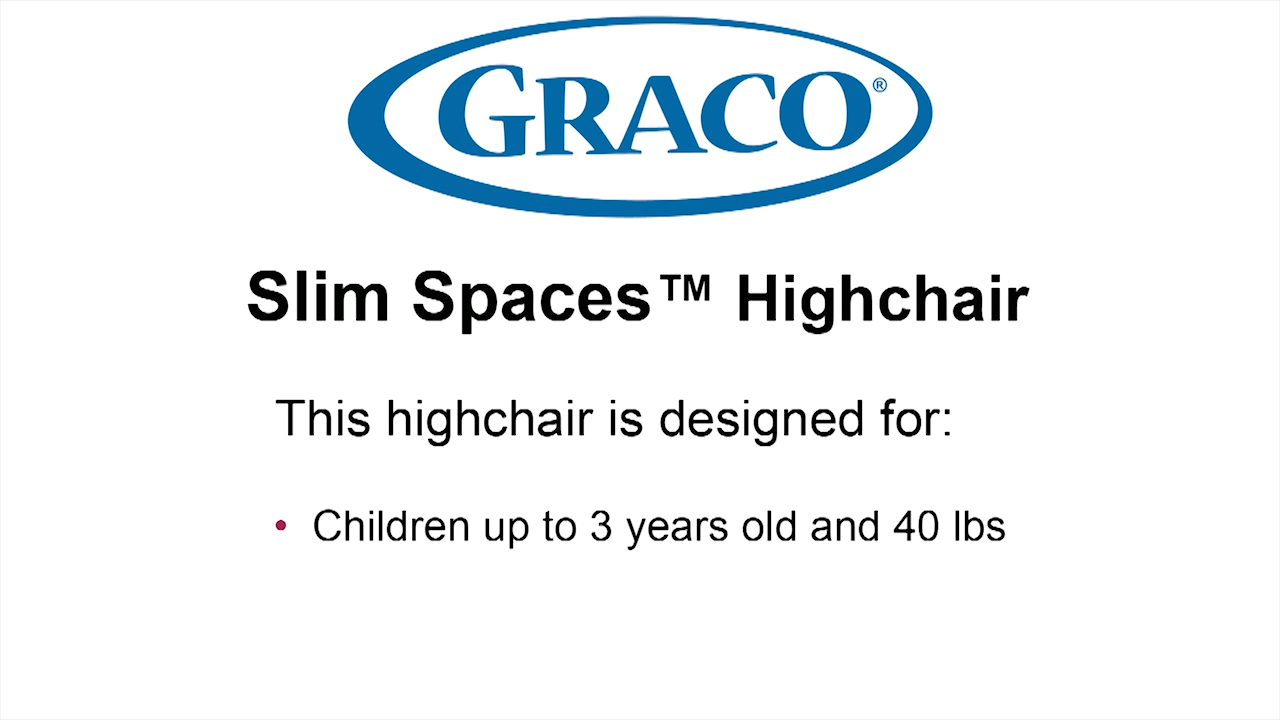 GRACO®
Slim Spaces™ Highchair
This highchair is designed for:
• Children up to 3 years old and 40 lbs